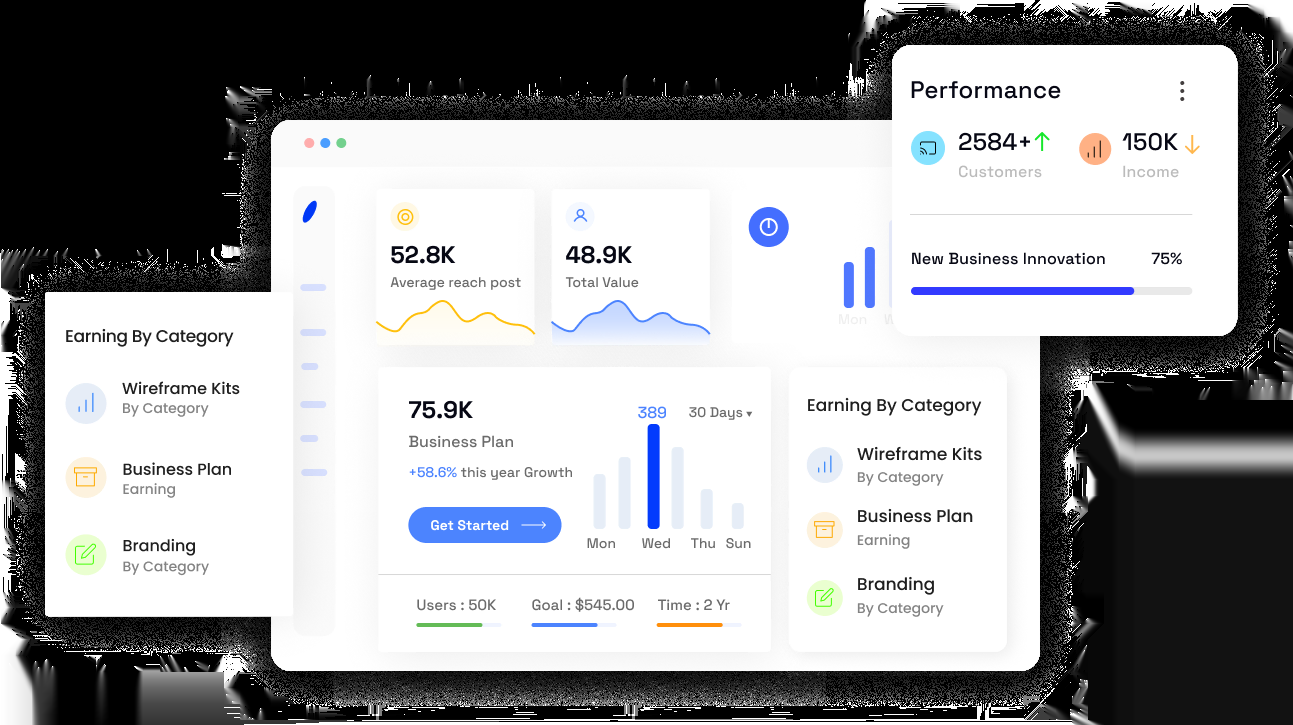 Performance
2584+
Customers
150K
Income
New Business Innovation 75%
52.8K
Average reach post
48.9K
Total Value
Mon
Earning By Category
Wireframe Kits
By Category
Business Plan
Earning
Branding
By Category
75.9K
Business Plan
+58.6% this year Growth
Get Started
389
30 Days
Mon Wed Thu Sun
Users : 50K
Goal : $545.00
Time : 2 Yr
Earning By Category
Wireframe Kits
By Category
Business Plan
Earning
Branding
By Category